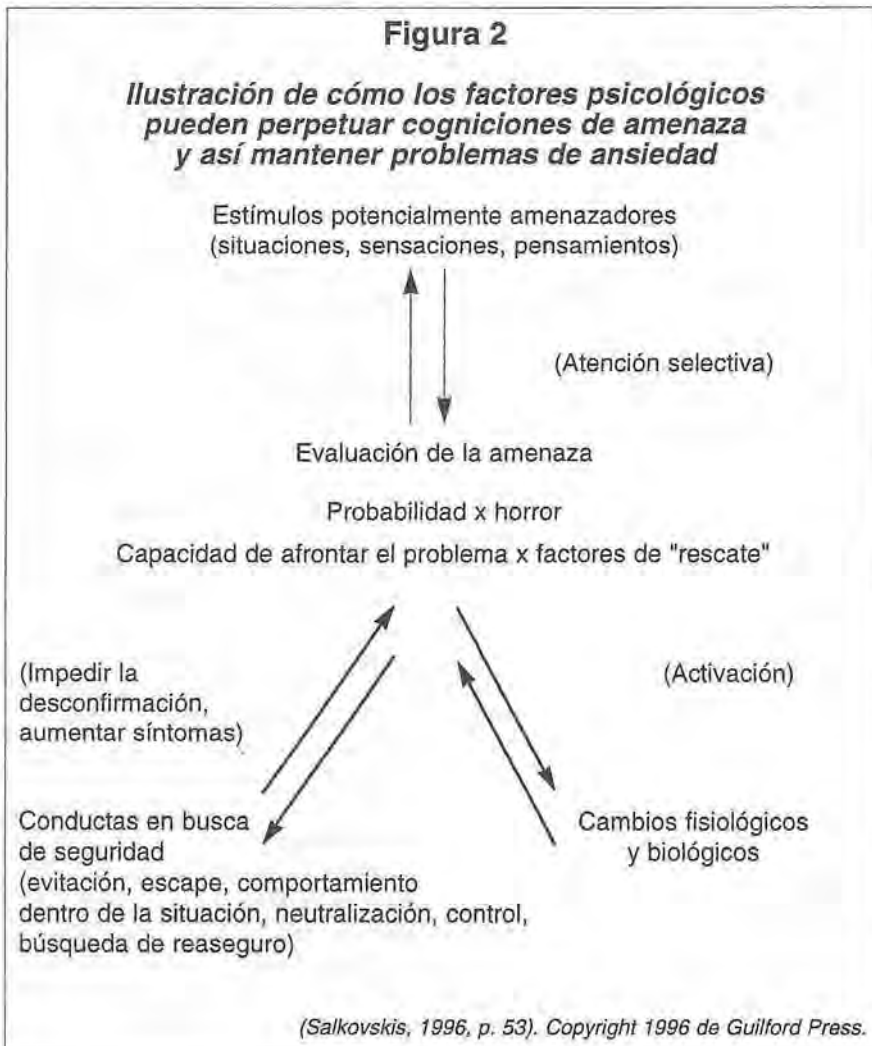 Figura 2
Ilustración de cómo los factores psicológicos
pueden perpetuar cogniciones de amenaza
y así mantener problemas de ansiedad
Estímulos potencialmente amenazadores
(situaciones, sensaciones, pensamientos)
(Atención selectiva)
Evaluación de la amenaza
Probabilidad x horror
Capacidad de afrontar el problema x factores de "rescate"
(Impedir la
desconfirmación,
aumentar síntomas)
(Activación)
Conductas en busca
de seguridad
(evitación, escape, comportamiento
dentro de la situación, neutralización, control,
búsqueda de reaseguro)
Cambios fisiológicos
y biológicos
(Salkovskis, 1996, p. 53). Copyright 1996 de Guilford Press.